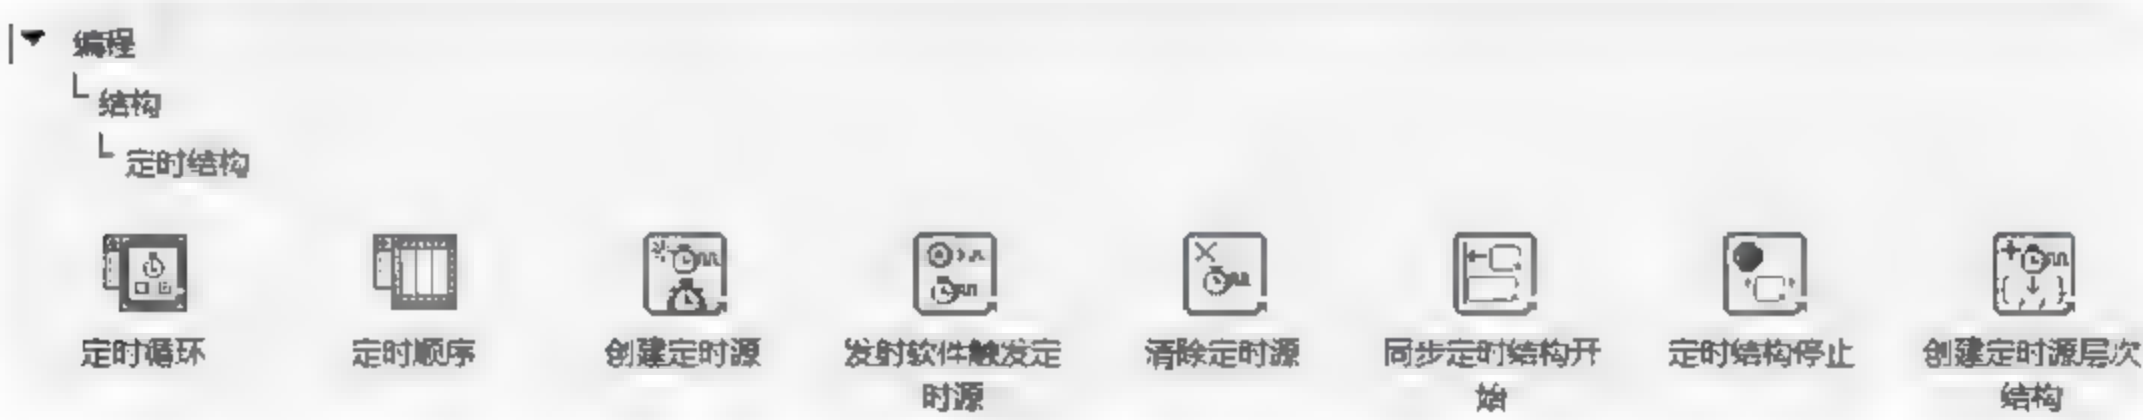 编程
结构
定时结构
定时循环 定时顺序 创建定时源 发射软件触发定 清除定时源 同步定时结构开 定时结构停止 创建定时源层次
时源 始 结构